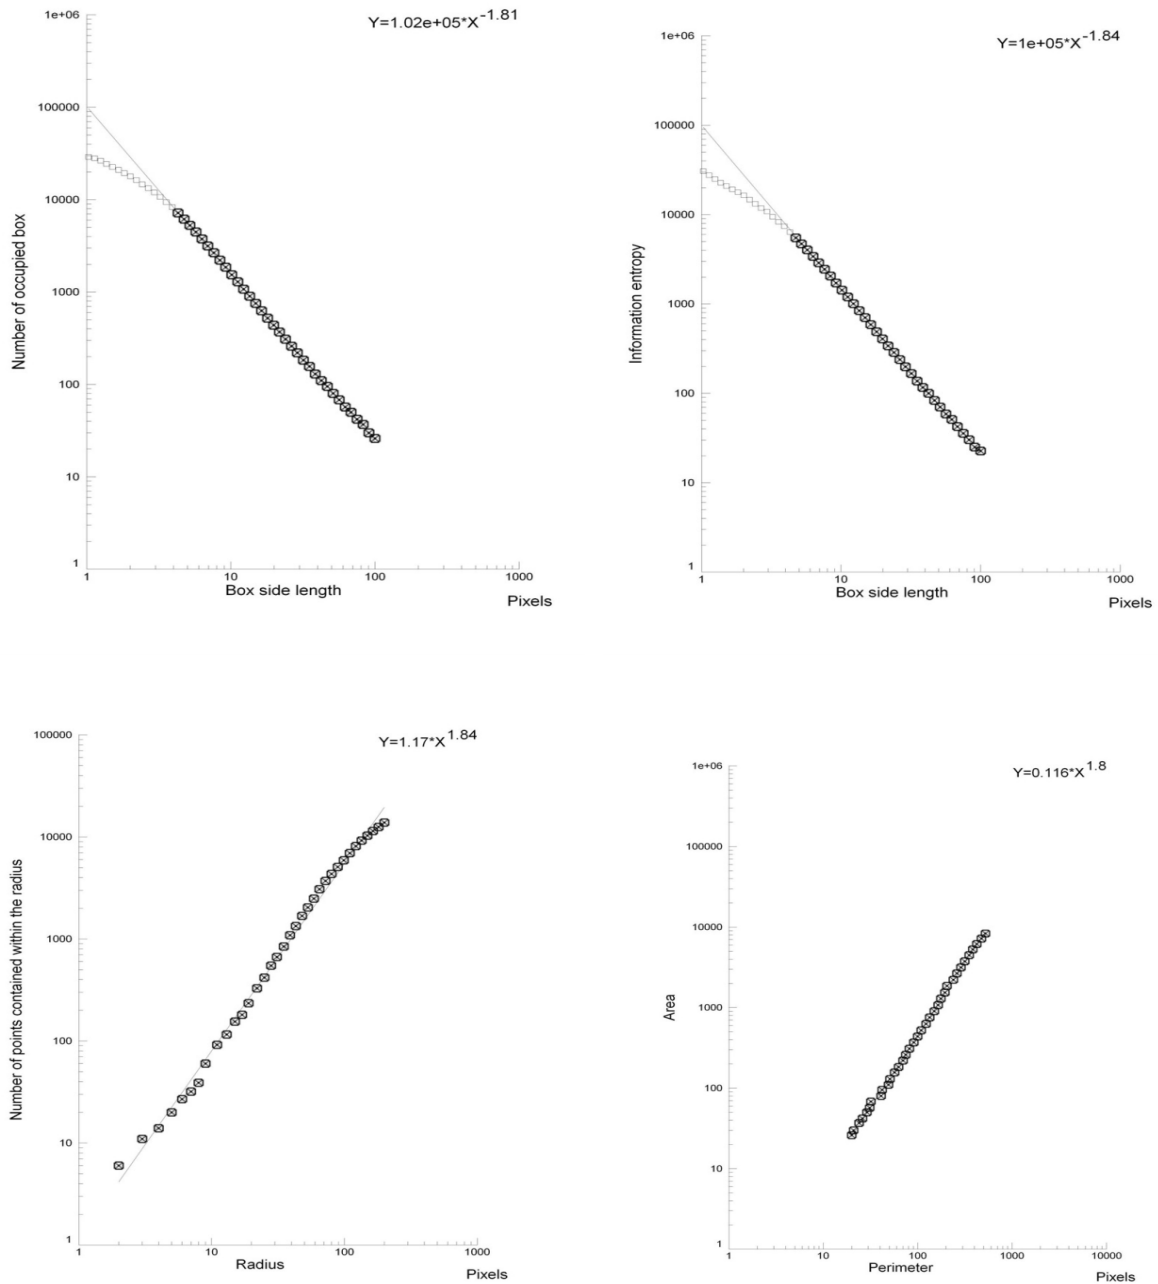 Y=1.02e+05*X-1.81
1e+06
100000
10000
1000
100
10
1
Number of occupied box
1 10 100 1000
Box side length
Pixels
Y=1e+05*X-1.84
1e+06
100000
10000
1000
100
10
1
Information entropy
1 10 100 1000
Box side length
Pixels
Y=1.17*X1.84
100000
10000
1000
100
10
1
Number of points contained within the radius
1 10 100 1000
Radius
Pixels
Y=0.116*X1.8
1e+06
100000
10000
1000
100
10
1
Area
1 10 100 1000 10000
Perimeter
Pixels